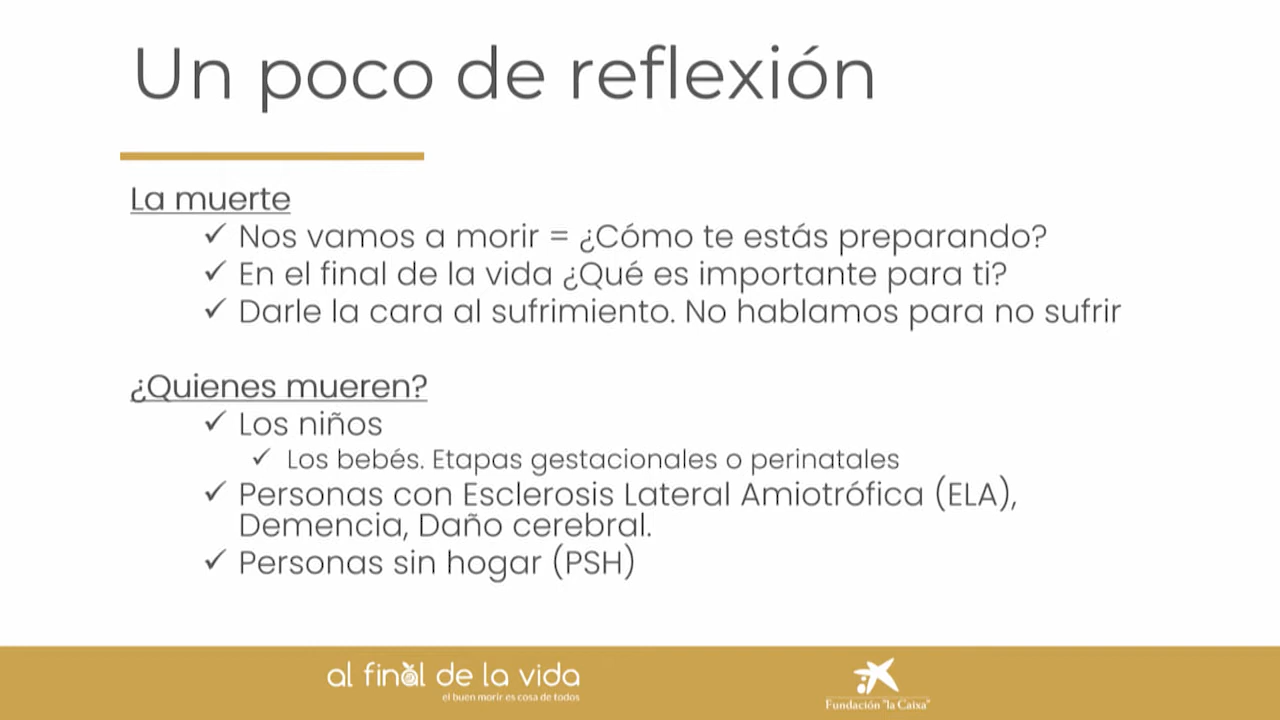 Un poco de reflexión
La muerte
✓ Nos vamos a morir = ¿Cómo te estás preparando?
✓ En el final de la vida ¿Qué es importante para ti?
✓ Darle la cara al sufrimiento. No hablamos para no sufrir
¿Quienes mueren?
✓ Los niños
✓ Los bebés. Etapas gestacionales o perinatales
✓ Personas con Esclerosis Lateral Amiotrófica (ELA),
Demencia, Daño cerebral.
✓ Personas sin hogar (PSH)
al final de la vida
el buen morir es cosa de todos
Fundación "la Caixa"